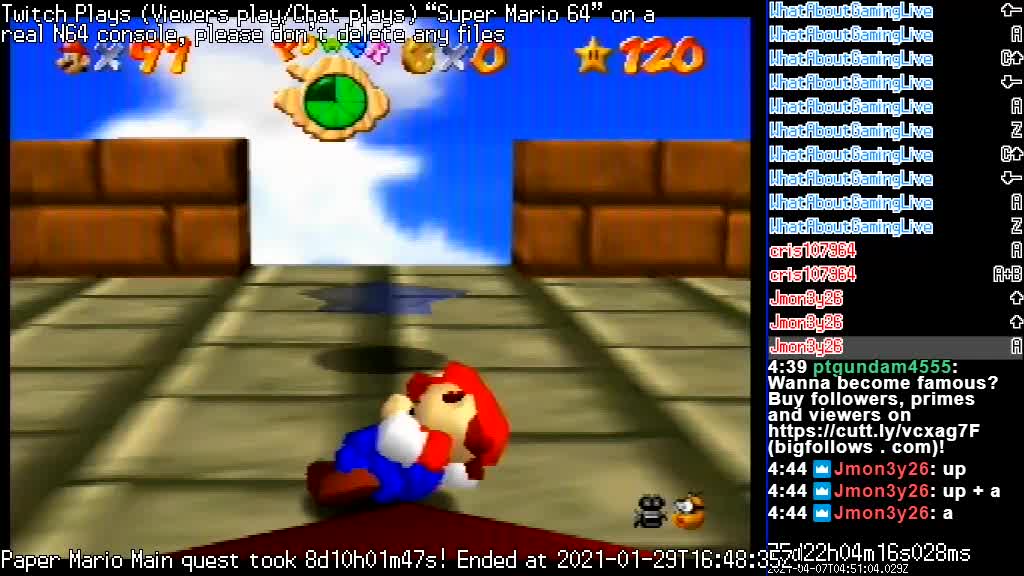 Twitch Plays (Viewers play/Chat plays) “Super Mario 64” on a
real N64 console, please don't delete any files
POWER
×0
120
WhatAboutGamingLive
WhatAboutGamingLive A
WhatAboutGamingLive C
WhatAboutGamingLive
WhatAboutGamingLive A
WhatAboutGamingLive Z
WhatAboutGamingLive C
WhatAboutGamingLive
WhatAboutGamingLive A
WhatAboutGamingLive Z
cris107964 A
cris107964 A+B
Jmon3y26
Jmon3y26
Jmon3y26 A
4:39 ptgundam4555:
Wanna become famous?
Buy followers, primes
and viewers on
https://cutt.ly/vcxag7F
(bigfollows . com)!
4:44 Jmon3y26: up
4:44 Jmon3y26: up + a
4:44 Jmon3y26: a
Paper Mario Main quest took 8d10h01m47s! Ended at 2021-01-29T16:48:35Z
75d22h04m16s028ms
2021-04-07T04:51:04.029Z